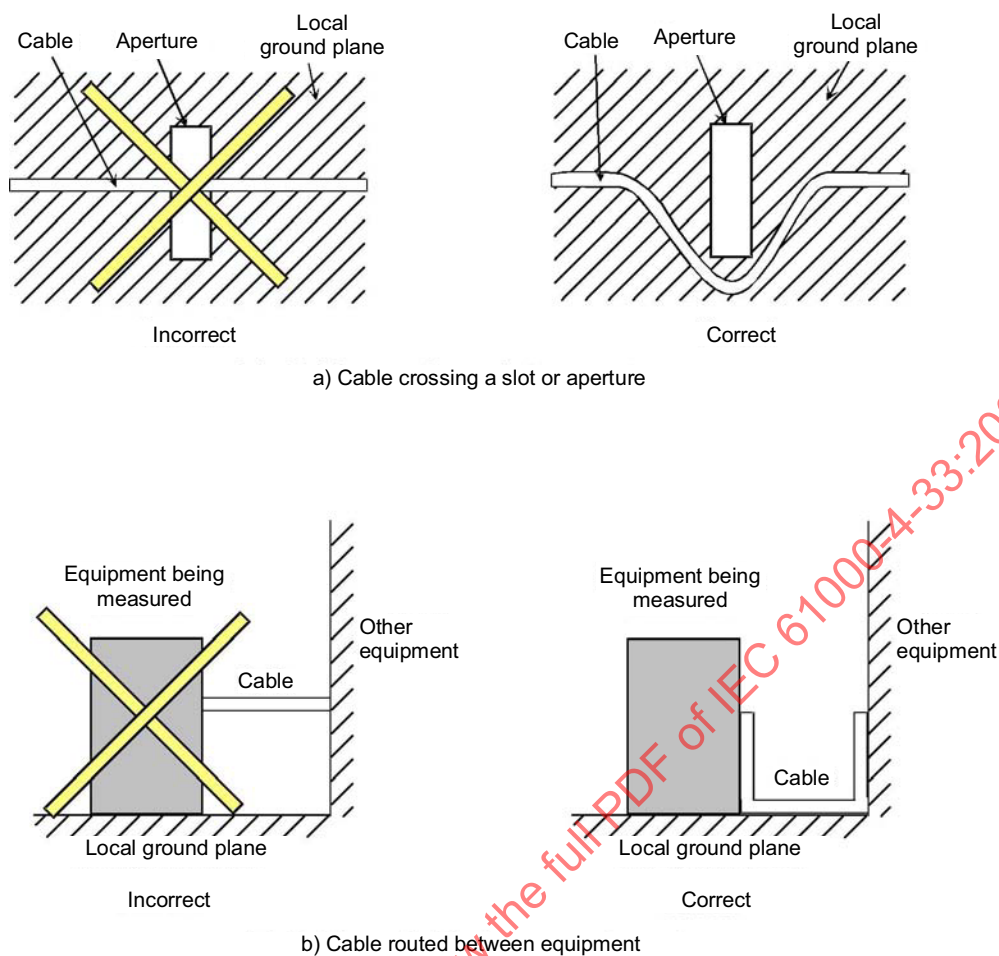 Cable
Aperture
Local
ground plane
Incorrect
Cable
Aperture
Local
ground plane
Correct
a) Cable crossing a slot or aperture
Equipment being
measured
Cable
Other
equipment
Local ground plane
Incorrect
Equipment being
measured
Cable
Other
equipment
Local ground plane
Correct
b) Cable routed between equipment
the full PDF of IEC 61000-4-33:20